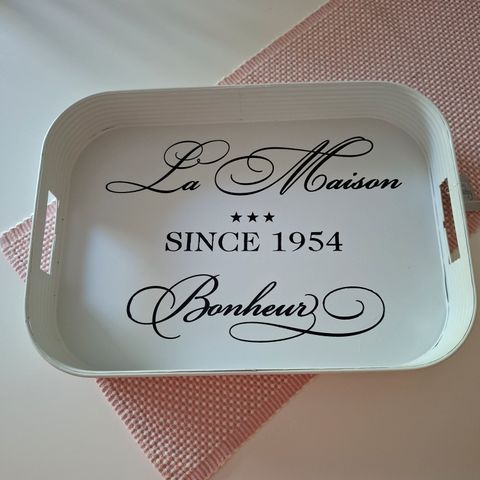 La Maison
★★★
SINCE 1954
Bonheur